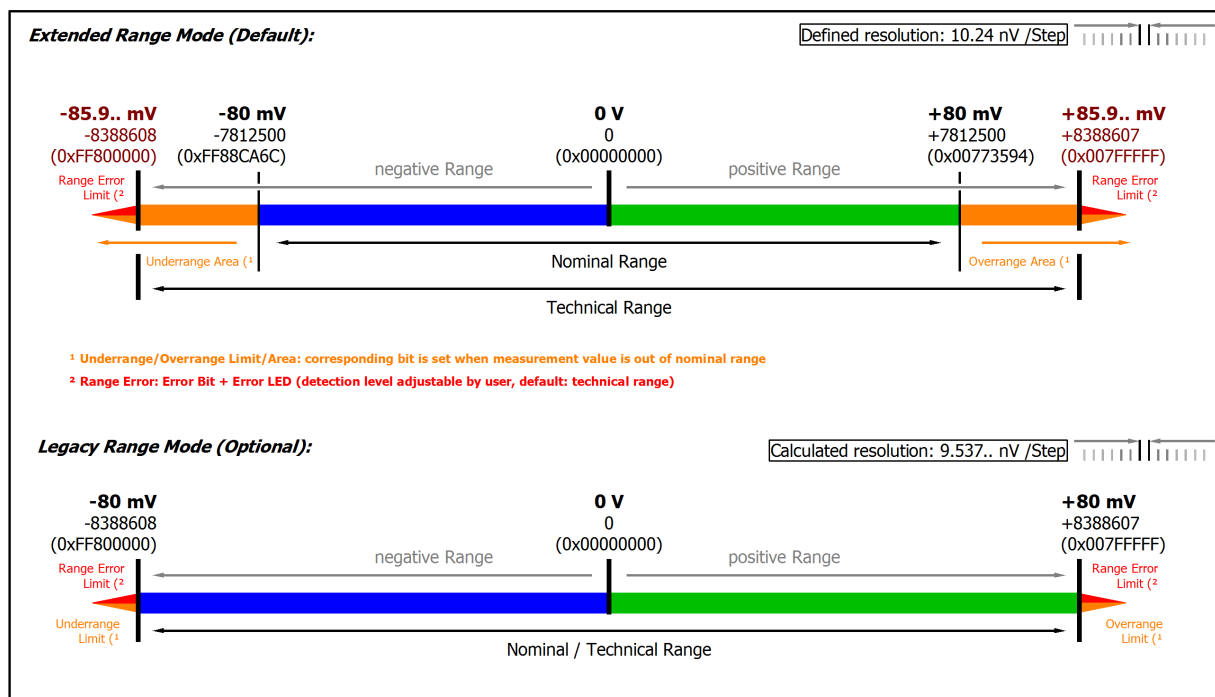 Extended Range Mode (Default):
Defined resolution: 10.24 nV /Step
-85.9.. mV
-8388608
(0xFF800000)
-80 mV
-7812500
(0xFF88CA6C)
0 V
0
(0x00000000)
+80 mV
+7812500
(0x00773594)
+85.9.. mV
+8388607
(0x007FFFFF)
negative Range
positive Range
Range Error
Limit (²
Range Error
Limit (²
Underrange Area (¹
Nominal Range
Overrange Area (¹
Technical Range
¹ Underrange/Overrange Limit/Area: corresponding bit is set when measurement value is out of nominal range
² Range Error: Error Bit + Error LED (detection level adjustable by user, default: technical range)
Legacy Range Mode (Optional):
Calculated resolution: 9.537.. nV /Step
-80 mV
-8388608
(0xFF800000)
0 V
0
(0x00000000)
+80 mV
+8388607
(0x007FFFFF)
negative Range
positive Range
Range Error
Limit (²
Range Error
Limit (²
Underrange
Limit (¹
Overrange
Limit (¹
Nominal / Technical Range